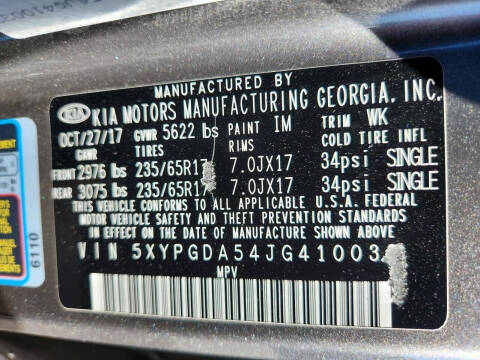 MANUFACTURED BY
KIA KIA MOTORS MANUFACTURING GEORGIA, INC.
OCT/27/17 GVWR 5622 lbs PAINT IM TRIM WK
GAWR TIRES RIMS COLD TIRE INFL
FRONT 2976 lbs 235/65R17 7.0JX17 34psi SINGLE
REAR 3075 lbs 235/65R17 7.0JX17 34psi SINGLE
THIS VEHICLE CONFORMS TO ALL APPLICABLE U.S.A. FEDERAL
MOTOR VEHICLE SAFETY AND THEFT PREVENTION STANDARDS
IN EFFECT ON THE DATE OF MANUFACTURE SHOWN ABOVE.
VIN 5XYPGDA54JG41003
MPV
6110